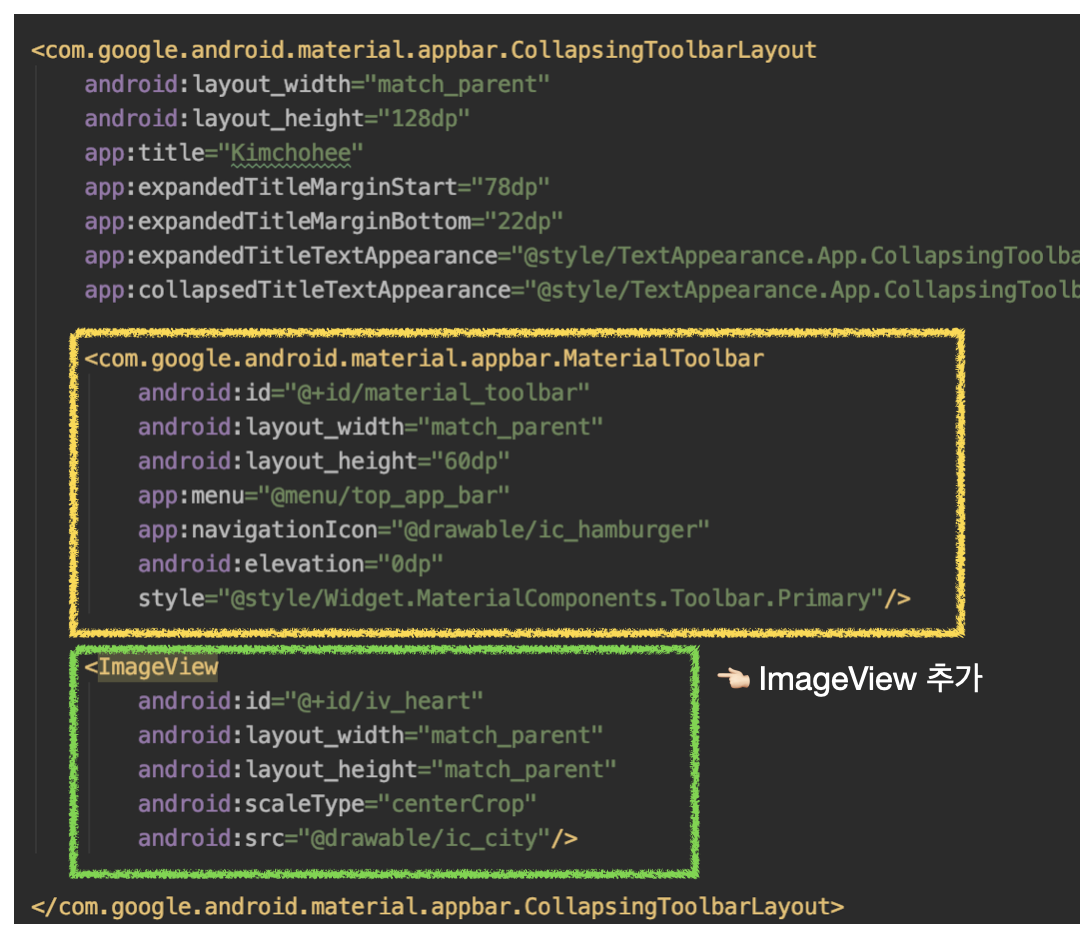 <com.google.android.material.appbar.CollapsingToolbarLayout
android:layout_width="match_parent"
android:layout_height="128dp"
app:title="Kimchohee"
app:expandedTitleMarginStart="78dp"
app:expandedTitleMarginBottom="22dp"
app:expandedTitleTextAppearance="@style/TextAppearance.App.CollapsingToolba
app:collapsedTitleTextAppearance="@style/TextAppearance.App.CollapsingToolb
<com.google.android.material.appbar.MaterialToolbar
android:id="@+id/material_toolbar"
android:layout_width="match_parent"
android:layout_height="60dp"
app:menu="@menu/top_app_bar"
app:navigationIcon="@drawable/ic_hamburger"
android:elevation="0dp"
style="@style/Widget.MaterialComponents.Toolbar.Primary"/>
<ImageView
👈🏻 ImageView 추가
android:id="@+id/iv_heart"
android:layout_width="match_parent"
android:layout_height="match_parent"
android:scaleType="centerCrop"
android:src="@drawable/ic_city"/>
</com.google.android.material.appbar.CollapsingToolbarLayout>